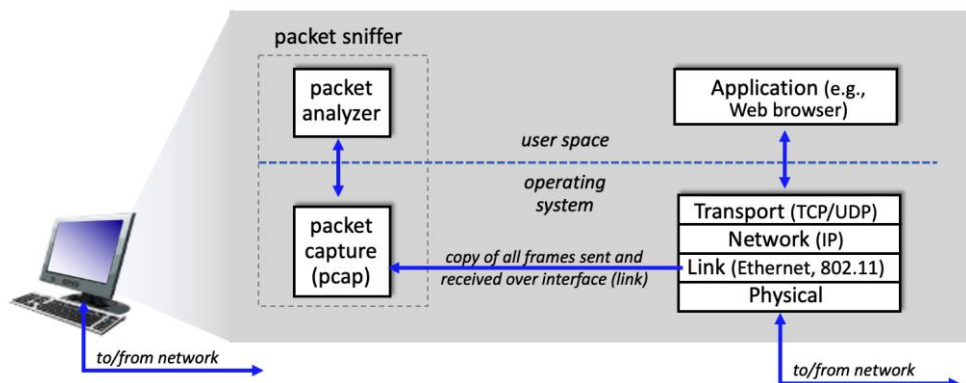 packet sniffer
packet
analyzer
Application (e.g.,
Web browser)
user space
operating
system
packet
capture
(pcap)
copy of all frames sent and
received over interface (link)
Transport (TCP/UDP)
Network (IP)
Link (Ethernet, 802.11)
Physical
to/from network
to/from network